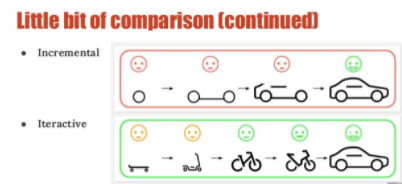 Little bit of comparison (continued)
Incremental
Iteractive